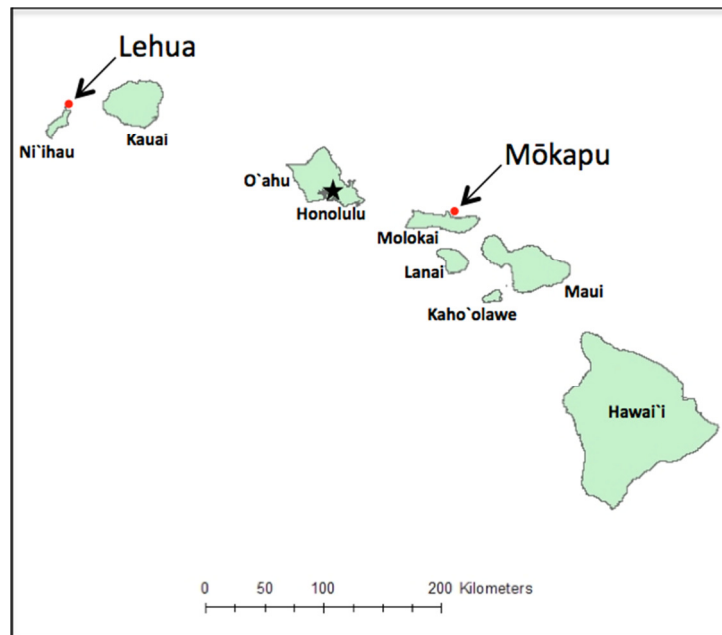 Lehua
Ni`ihau
Kauai
O`ahu
Honolulu
Mōkapu
Molokai
Lanai
Maui
Kaho`olawe
Hawai`i
0 50 100 200 Kilometers